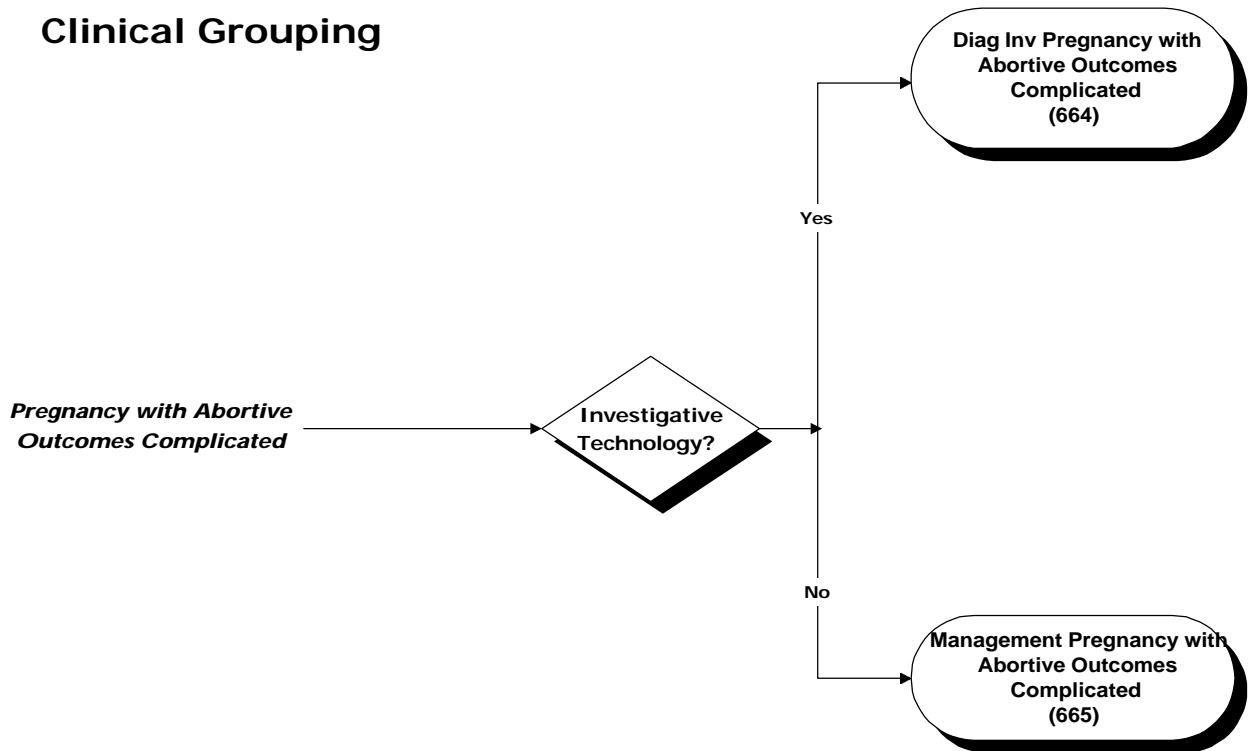 Clinical Grouping
Diag Inv Pregnancy with
Abortive Outcomes
Complicated
(664)
Yes
Pregnancy with Abortive
Outcomes Complicated
Investigative
Technology?
No
Management Pregnancy with
Abortive Outcomes
Complicated
(665)